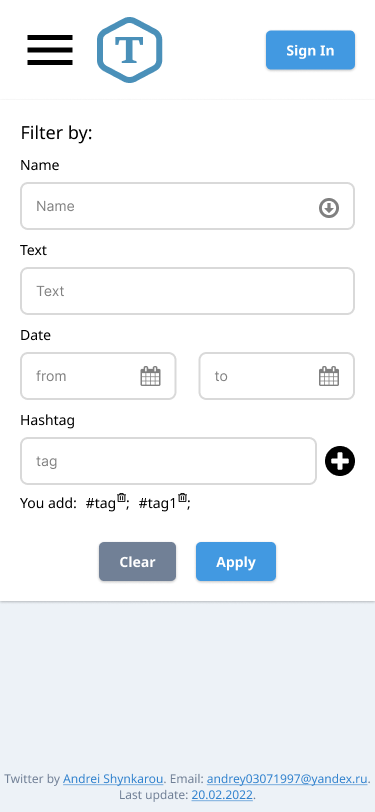 T
Sign In
Filter by:
Name
Name
Text
Text
Date
from
to
Hashtag
tag
You add: #tag; #tag1;
Clear
Apply
Twitter by Andrei Shynkarou. Email: andrey03071997@yandex.ru.
Last update: 20.02.2022.